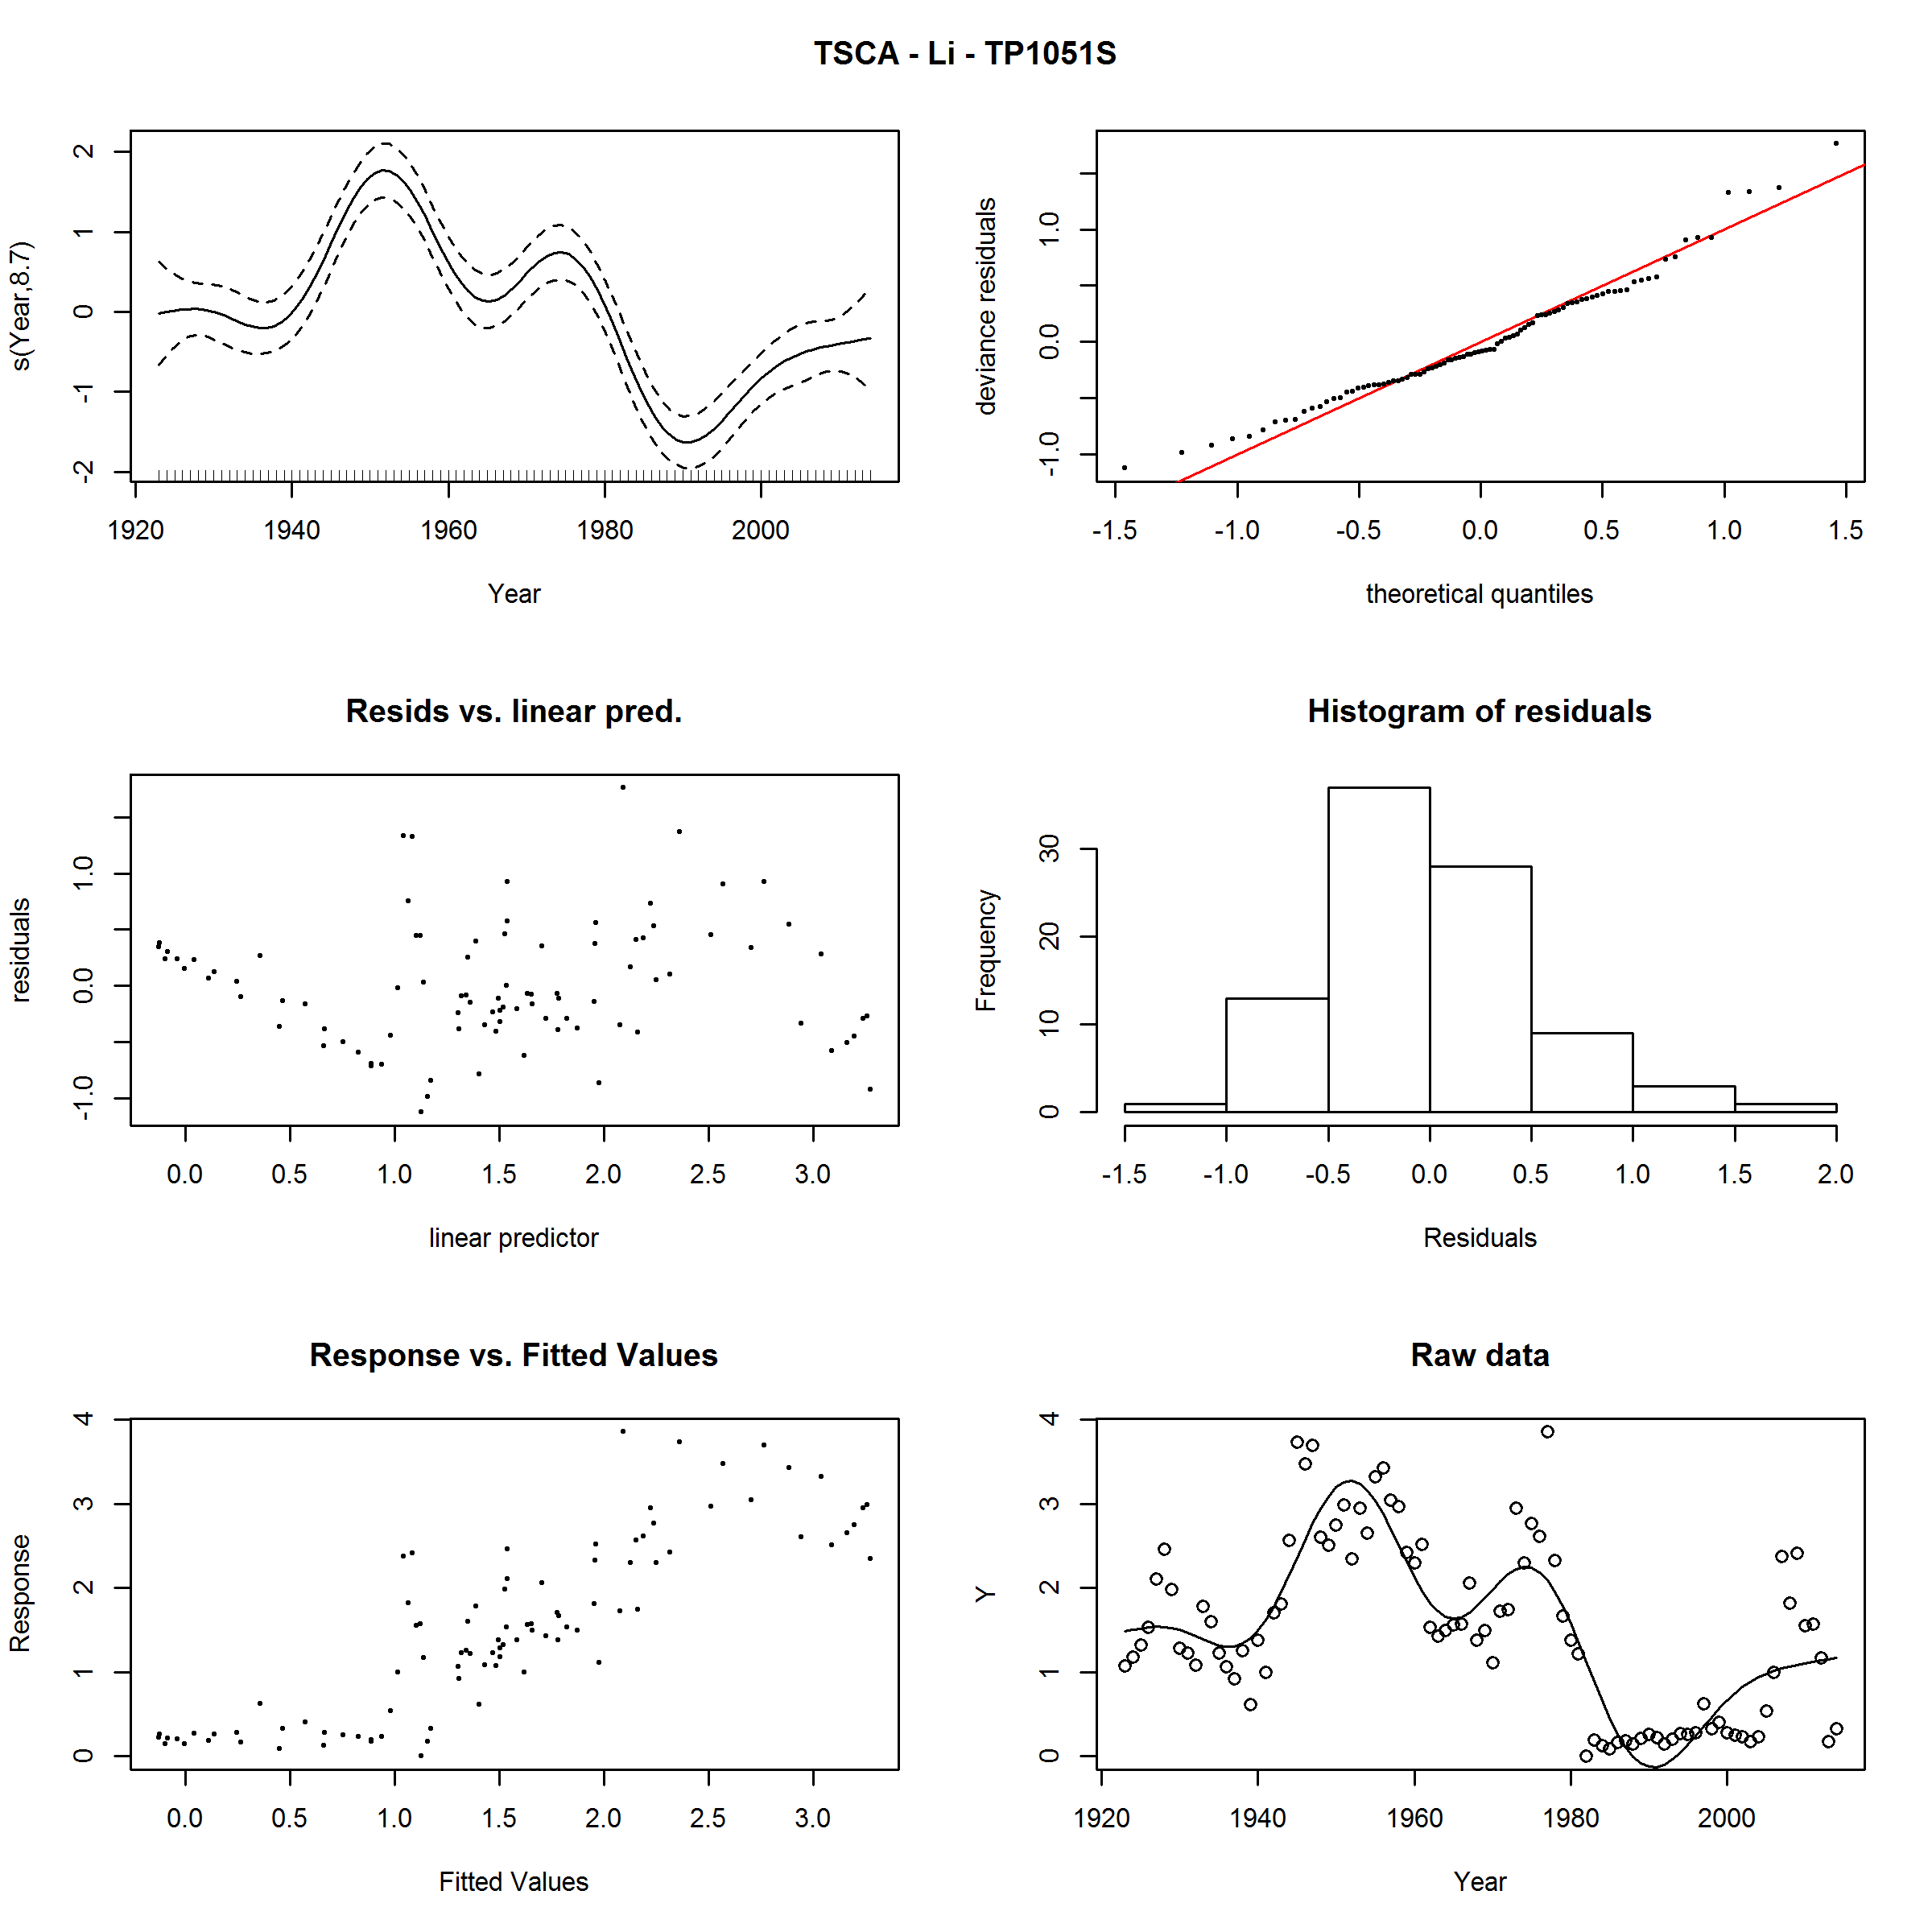 TSCA - Li - TP1051S
s(Year,8.7)
2
1
0
-1
-2
1920 1940 1960 1980 2000
Year
deviance residuals
1.0
0.0
-1.0
-1.5 -1.0 -0.5 0.0 0.5 1.0 1.5
theoretical quantiles
Resids vs. linear pred.
residuals
1.0
0.0
-1.0
0.0 0.5 1.0 1.5 2.0 2.5 3.0
linear predictor
Histogram of residuals
Frequency
30
20
10
0
-1.5 -1.0 -0.5 0.0 0.5 1.0 1.5 2.0
Residuals
Response vs. Fitted Values
Response
4
3
2
1
0
0.0 0.5 1.0 1.5 2.0 2.5 3.0
Fitted Values
Raw data
Y
4
3
2
1
0
1920 1940 1960 1980 2000
Year